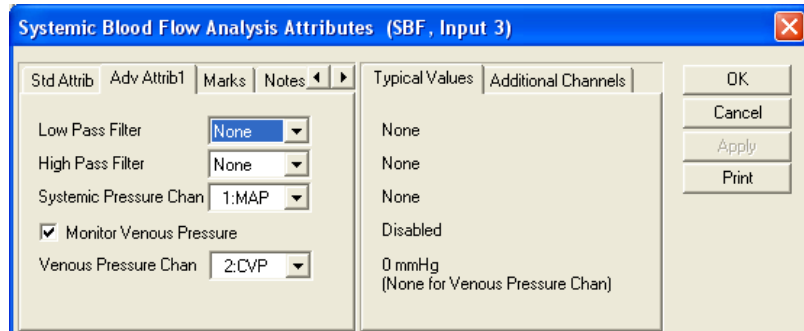 Systemic Blood Flow Analysis Attributes (SBF, Input 3)
Std Attrib Adv Attrib1 Marks Notes
Typical Values Additional Channels
OK
Cancel
Apply
Print
Low Pass Filter None None
High Pass Filter None None
Systemic Pressure Chan 1:MAP None
Monitor Venous Pressure Disabled
Venous Pressure Chan 2:CVP 0 mmHg
(None for Venous Pressure Chan)